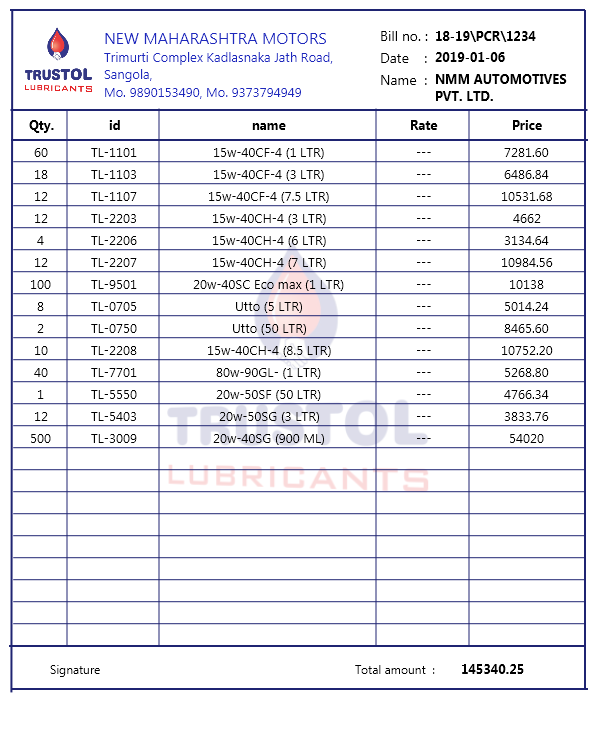 TRUSTOL
LUBRICANTS
NEW MAHARASHTRA MOTORS
Trimurti Complex Kadlasnaka Jath Road,
Sangola,
Mo. 9890153490, Mo. 9373794949
Bill no. : 18-19\PCR\1234
Date : 2019-01-06
Name : NMM AUTOMOTIVES
PVT. LTD.
Qty. id name Rate Price
60 TL-1101 15w-40CF-4 (1 LTR) --- 7281.60
18 TL-1103 15w-40CF-4 (3 LTR) --- 6486.84
12 TL-1107 15w-40CF-4 (7.5 LTR) --- 10531.68
12 TL-2203 15w-40CH-4 (3 LTR) --- 4662
4 TL-2206 15w-40CH-4 (6 LTR) --- 3134.64
12 TL-2207 15w-40CH-4 (7 LTR) --- 10984.56
100 TL-9501 20w-40SC Eco max (1 LTR) --- 10138
8 TL-0705 Utto (5 LTR) --- 5014.24
2 TL-0750 Utto (50 LTR) --- 8465.60
10 TL-2208 15w-40CH-4 (8.5 LTR) --- 10752.20
40 TL-7701 80w-90GL- (1 LTR) --- 5268.80
1 TL-5550 20w-50SF (50 LTR) --- 4766.34
12 TL-5403 20w-50SG (3 LTR) --- 3833.76
500 TL-3009 20w-40SG (900 ML) --- 54020
TRUSTOL
LUBRICANTS
Signature Total amount : 145340.25